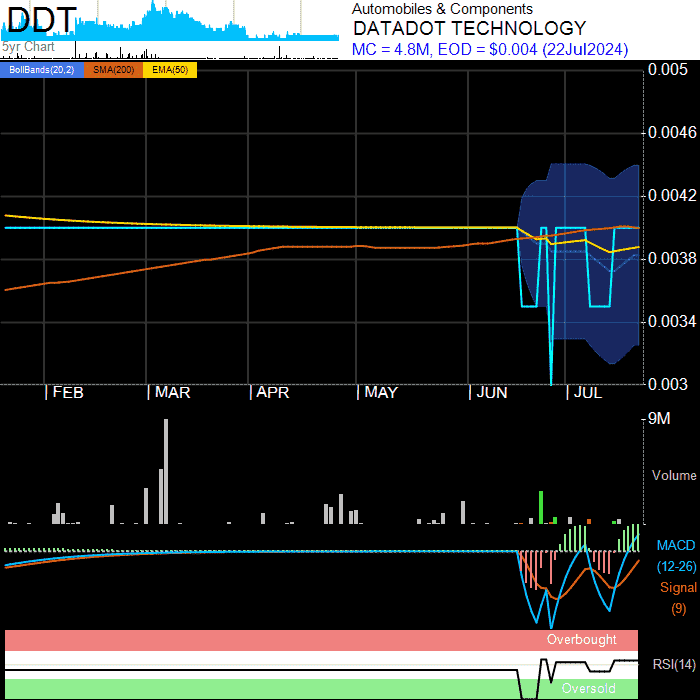 DDT
5yr Chart
Automobiles & Components
DATADOT TECHNOLOGY
MC = 4.8M, EOD = $0.004 (22Jul2024)
BollBands(20,2) SMA(200) EMA(50)
0.005
0.0046
0.0042
0.0038
0.0034
0.003
FEB MAR APR MAY JUN JUL
9M
Volume
MACD
(12-26)
Signal
(9)
Overbought
RSI(14)
Oversold